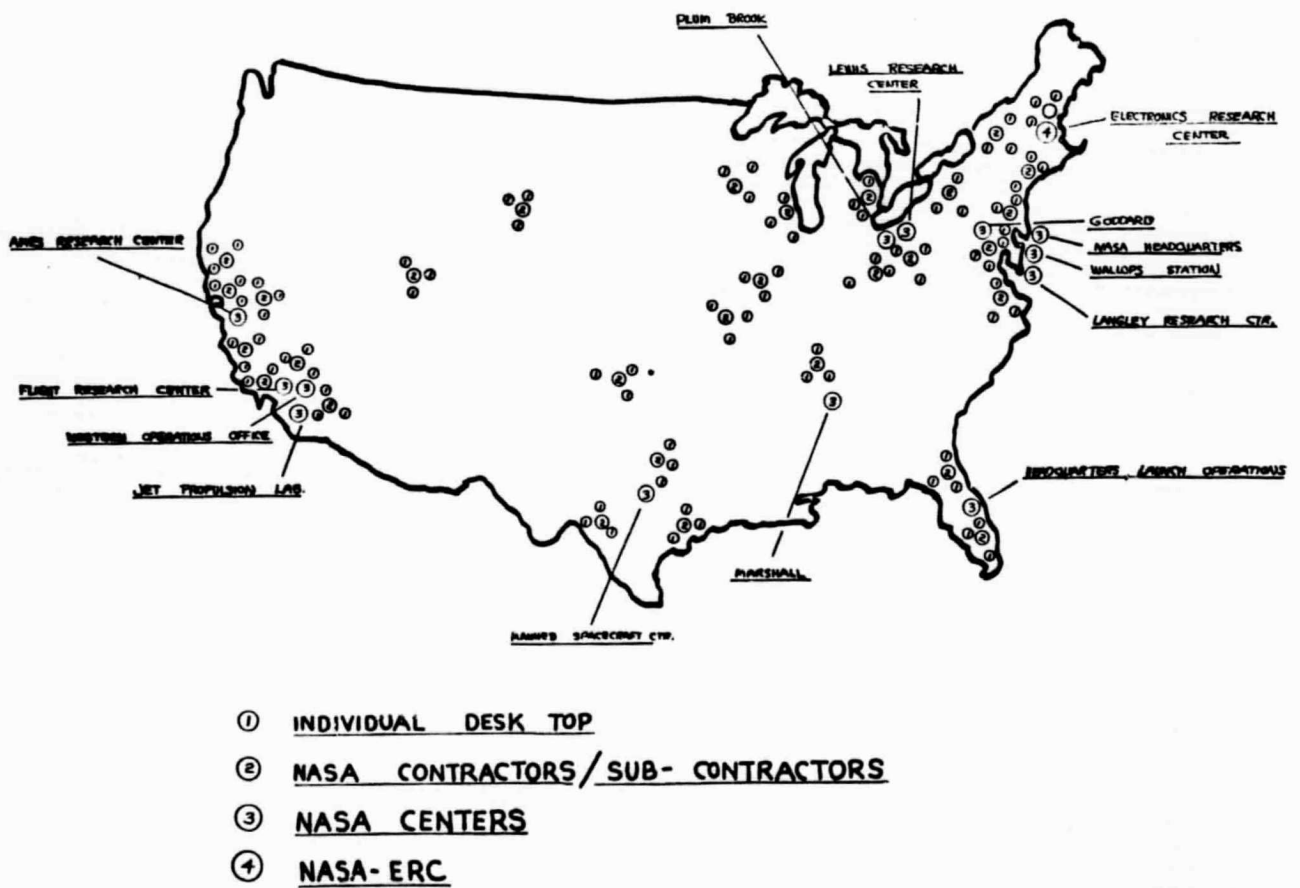 PLUM BROOK
LEWIS RESEARCH
CENTER
ELECTRONICS RESEARCH
CENTER
AMES RESEARCH CENTER
GODDARD
NASA HEADQUARTERS
WALLOPS STATION
LANGLEY RESEARCH CTR.
FLIGHT RESEARCH CENTER
WESTERN OPERATIONS OFFICE
JET PROPULSION LAB.
HEADQUARTERS LAUNCH OPERATIONS
MARSHALL
MANNED SPACECRAFT CTR.
1 INDIVIDUAL DESK TOP
2 NASA CONTRACTORS/SUB-CONTRACTORS
3 NASA CENTERS
4 NASA-ERC